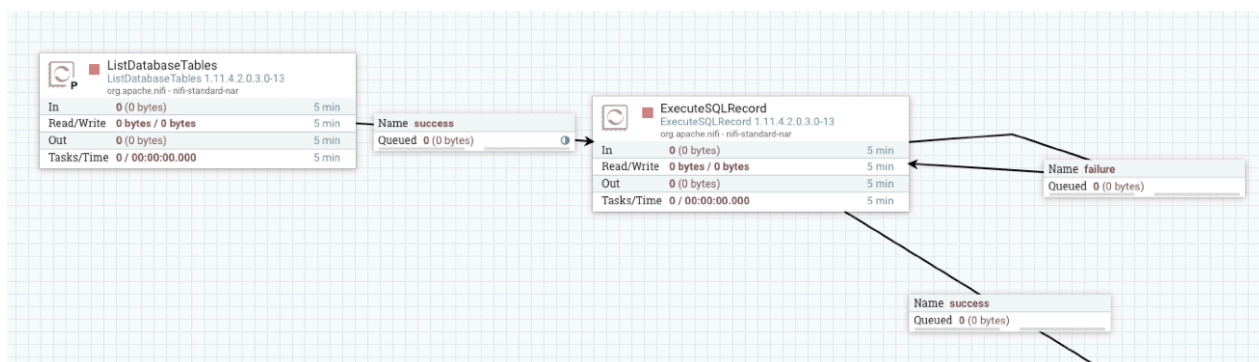 ListDatabaseTables
ListDatabaseTables 1.11.4.2.0.3.0-13
org.apache.nifi - nifi-standard-nar
P
In 0 (0 bytes) 5 min
Read/Write 0 bytes / 0 bytes 5 min
Out 0 (0 bytes) 5 min
Tasks/Time 0 / 00:00:00.000 5 min
Name success
Queued 0 (0 bytes)
ExecuteSQLRecord
ExecuteSQLRecord 1.11.4.2.0.3.0-13
org.apache.nifi - nifi-standard-nar
In 0 (0 bytes) 5 min
Read/Write 0 bytes / 0 bytes 5 min
Out 0 (0 bytes) 5 min
Tasks/Time 0 / 00:00:00.000 5 min
Name failure
Queued 0 (0 bytes)
Name success
Queued 0 (0 bytes)